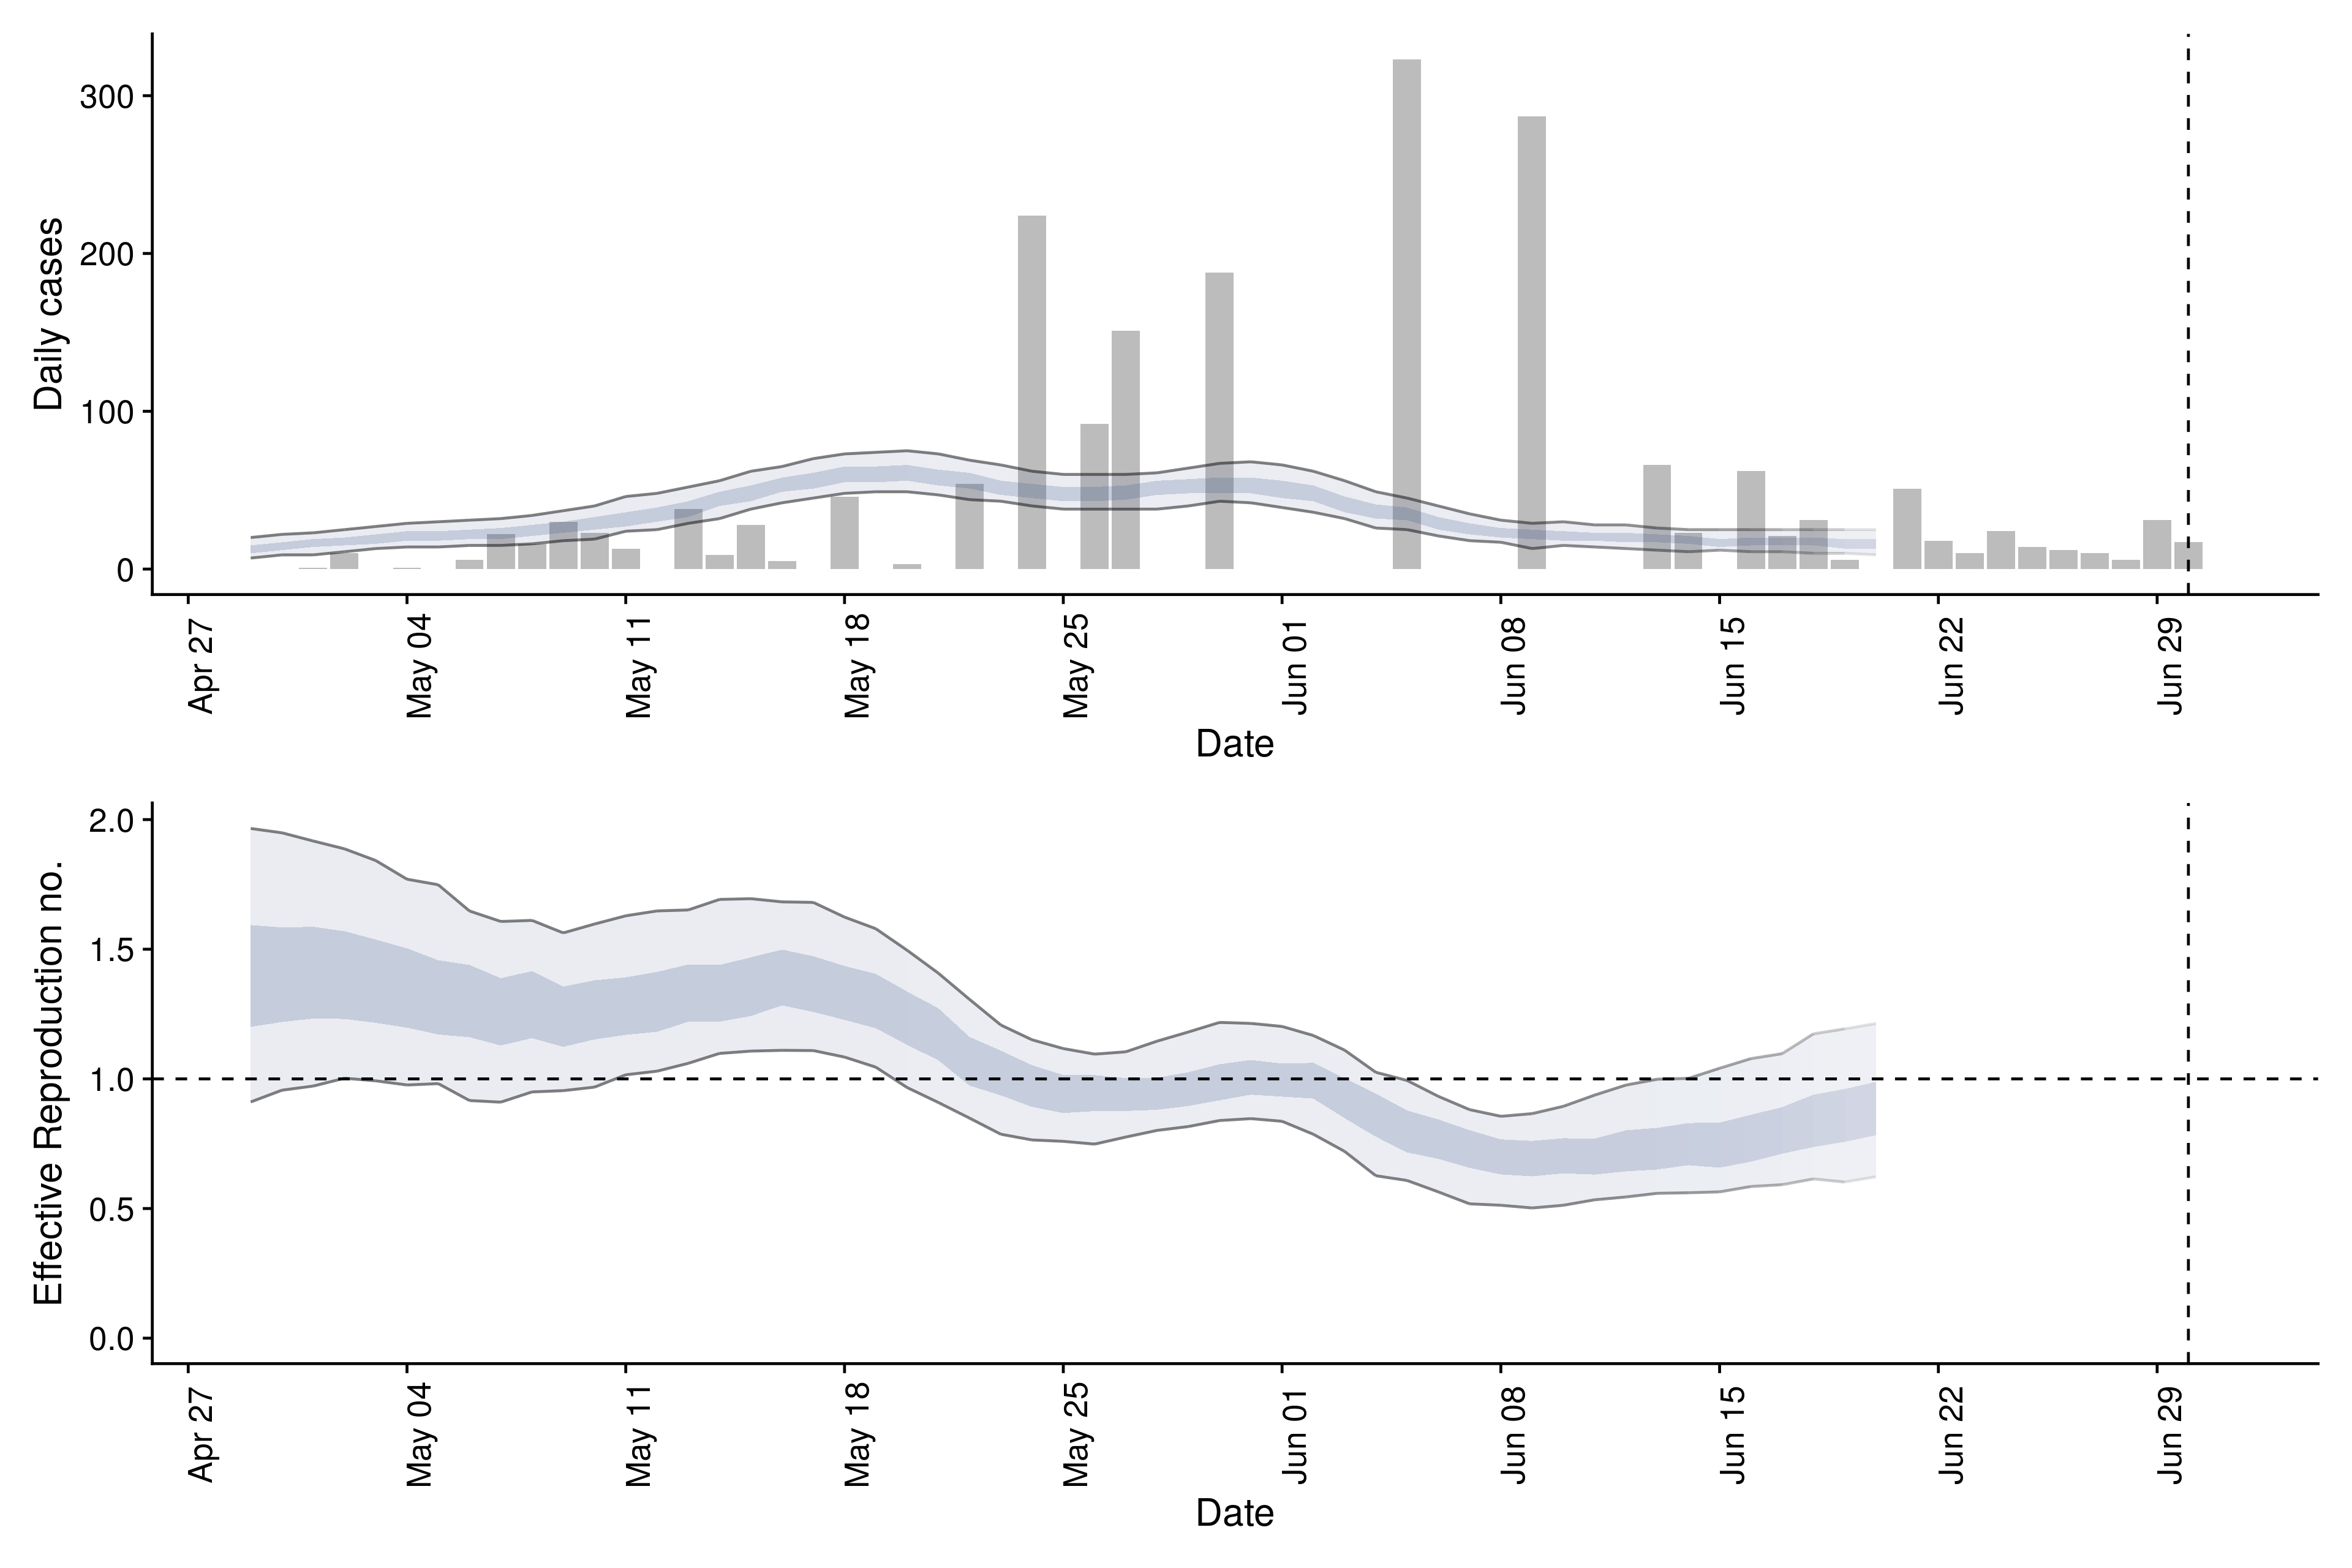 Daily cases
300
200
100
0
Apr 27
May 04
May 11
May 18
May 25
Jun 01
Jun 08
Jun 15
Jun 22
Jun 29
Date
Effective Reproduction no.
2.0
1.5
1.0
0.5
0.0
Apr 27
May 04
May 11
May 18
May 25
Jun 01
Jun 08
Jun 15
Jun 22
Jun 29
Date